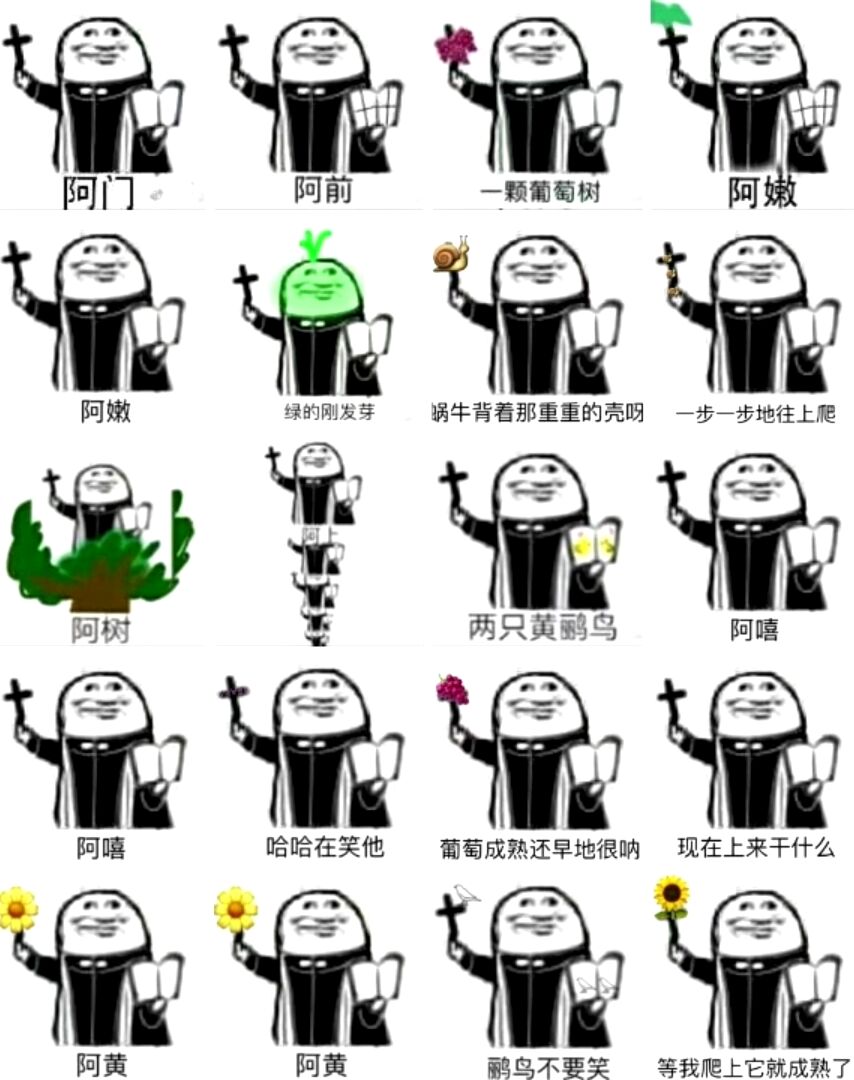 阿门
阿前
一颗葡萄树
阿嫩
阿嫩
绿的刚发芽
蜗牛背着那重重的壳呀
一步一步地往上爬
阿树
阿上
两只黄鹂鸟
阿嘻
阿嘻
哈哈在笑他
葡萄成熟还早地很呐
现在上来干什么
阿黄
阿黄
鹂鸟不要笑
等我爬上它就成熟了